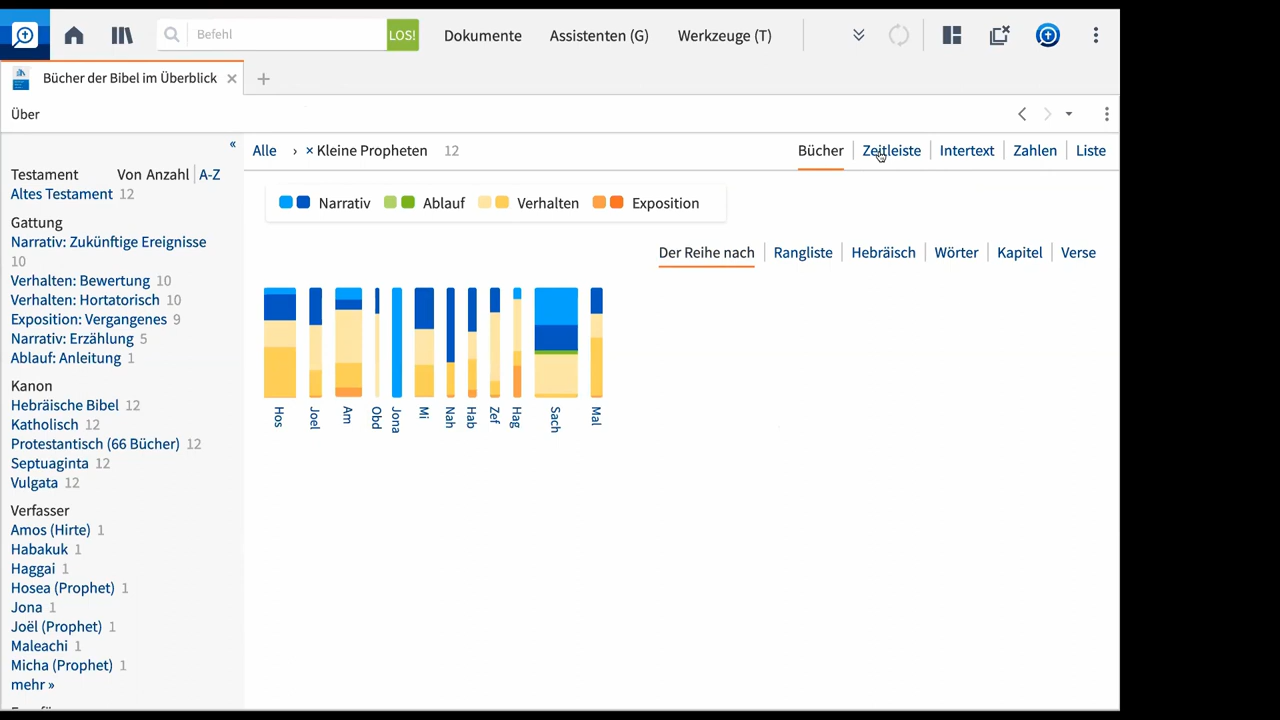 Befehl
LOS!
Dokumente
Assistenten (G)
Werkzeuge (T)
Bücher der Bibel im Überblick
Über
Testament Von Anzahl A-Z
Altes Testament 12
Gattung
Narrativ: Zukünftige Ereignisse
10
Verhalten: Bewertung 10
Verhalten: Hortatorisch 10
Exposition: Vergangenes 9
Narrativ: Erzählung 5
Ablauf: Anleitung 1
Kanon
Hebräische Bibel 12
Katholisch 12
Protestantisch (66 Bücher) 12
Septuaginta 12
Vulgata 12
Verfasser
Amos (Hirte) 1
Habakuk 1
Haggai 1
Hosea (Prophet) 1
Jona 1
Joël (Prophet) 1
Maleachi 1
Micha (Prophet) 1
mehr »
Alle › × Kleine Propheten 12
Bücher Zeitleiste Intertext Zahlen Liste
Narrativ Ablauf Verhalten Exposition
Der Reihe nach Rangliste Hebräisch Wörter Kapitel Verse
Hos Joel Am Obd Jona Mi Nah Hab Zef Hag Sach Mal